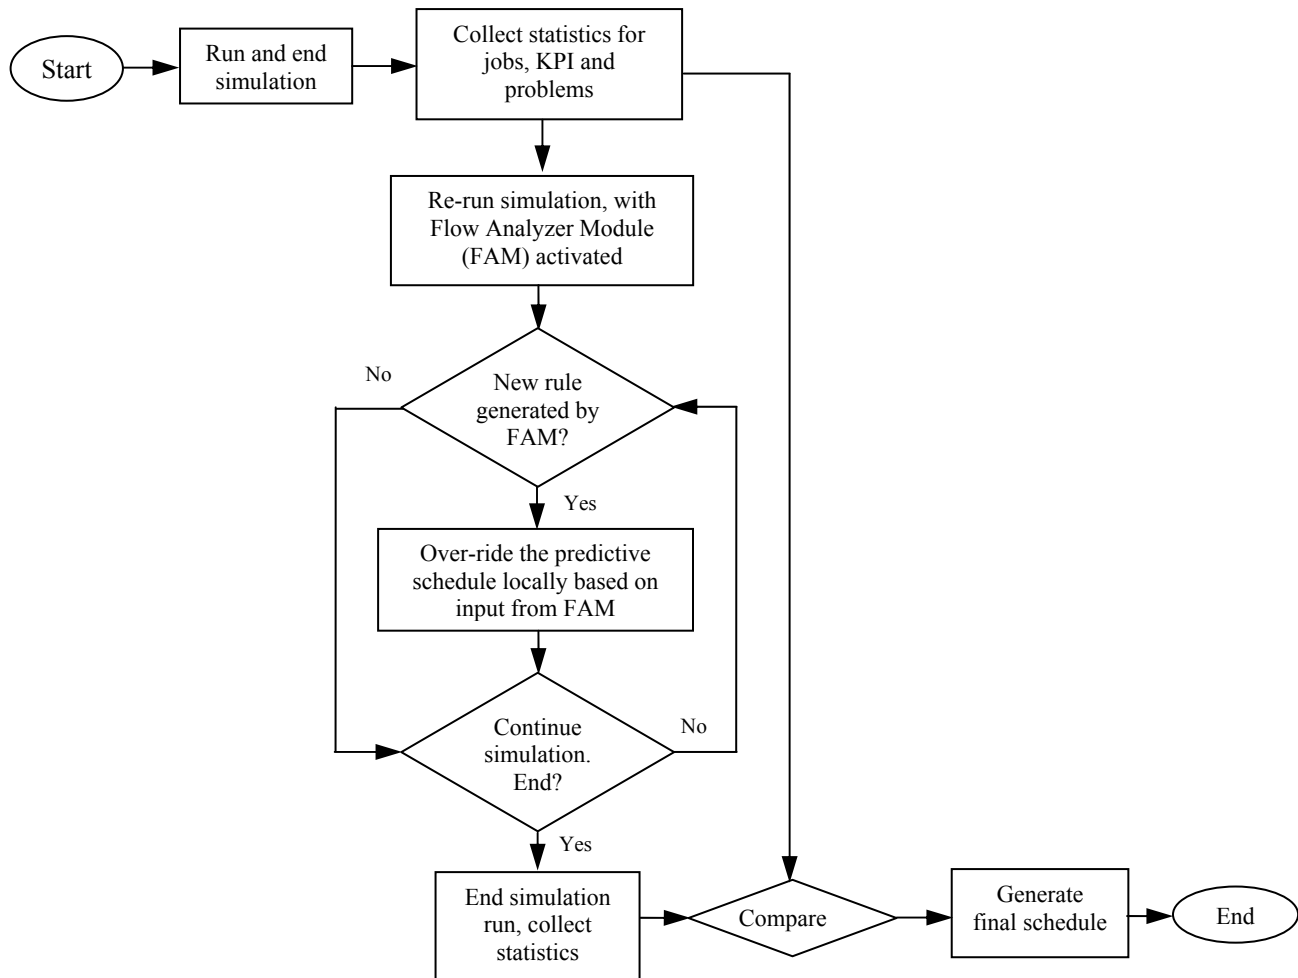 Start
Run and end
simulation
Collect statistics for
jobs, KPI and
problems
Re-run simulation, with
Flow Analyzer Module
(FAM) activated
No
New rule
generated by
FAM?
Yes
Over-ride the predictive
schedule locally based on
input from FAM
Continue
simulation.
End?
No
Yes
End simulation
run, collect
statistics
Compare
Generate
final schedule
End